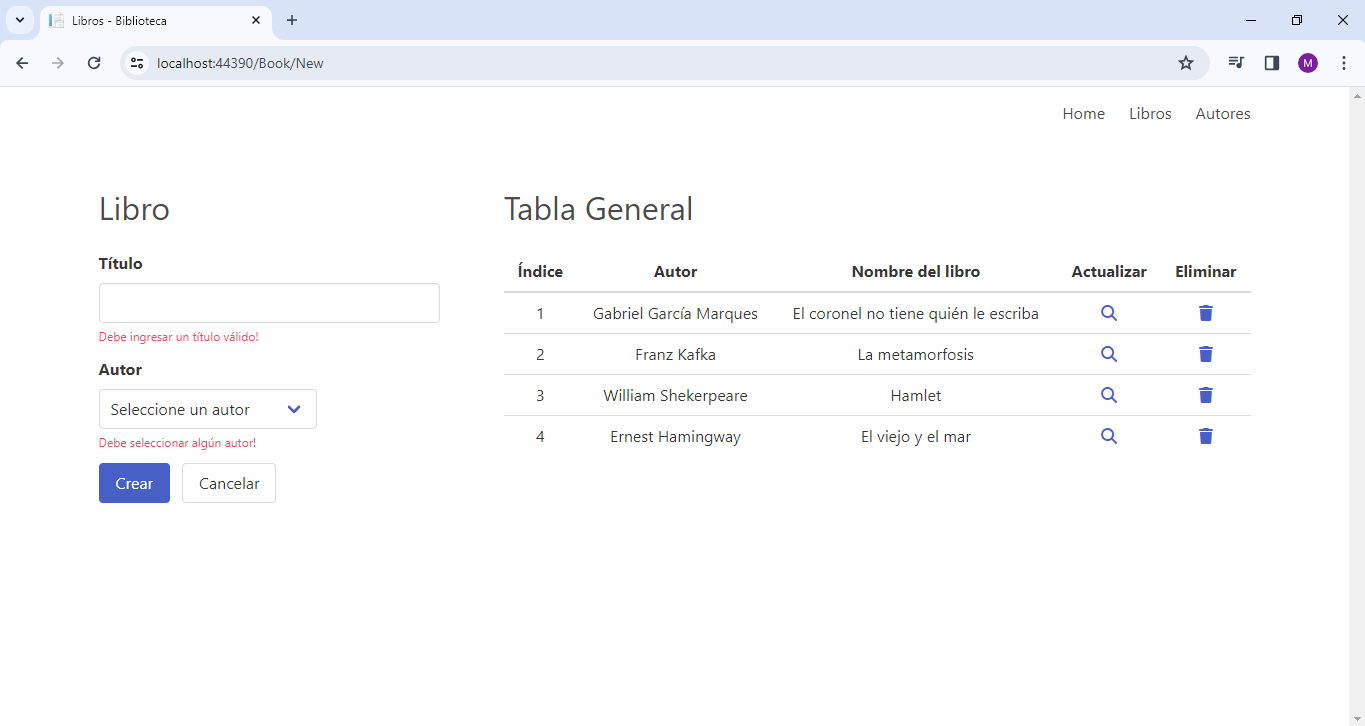 Libros - Biblioteca
localhost:44390/Book/New
M
Home Libros Autores
Libro
Título
Debe ingresar un título válido!
Autor
Seleccione un autor
Debe seleccionar algún autor!
Crear Cancelar
Tabla General
Índice Autor Nombre del libro Actualizar Eliminar
1 Gabriel García Marques El coronel no tiene quién le escriba
2 Franz Kafka La metamorfosis
3 William Shekerpeare Hamlet
4 Ernest Hamingway El viejo y el mar